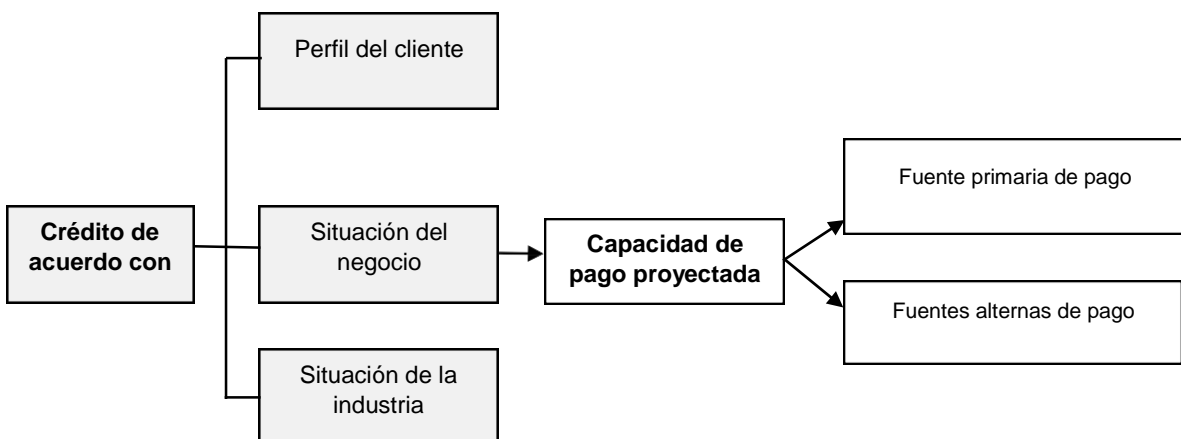 Perfil del cliente
Crédito de
acuerdo con
Situación del
negocio
Situación de la
industria
Capacidad de
pago proyectada
Fuente primaria de pago
Fuentes alternas de pago